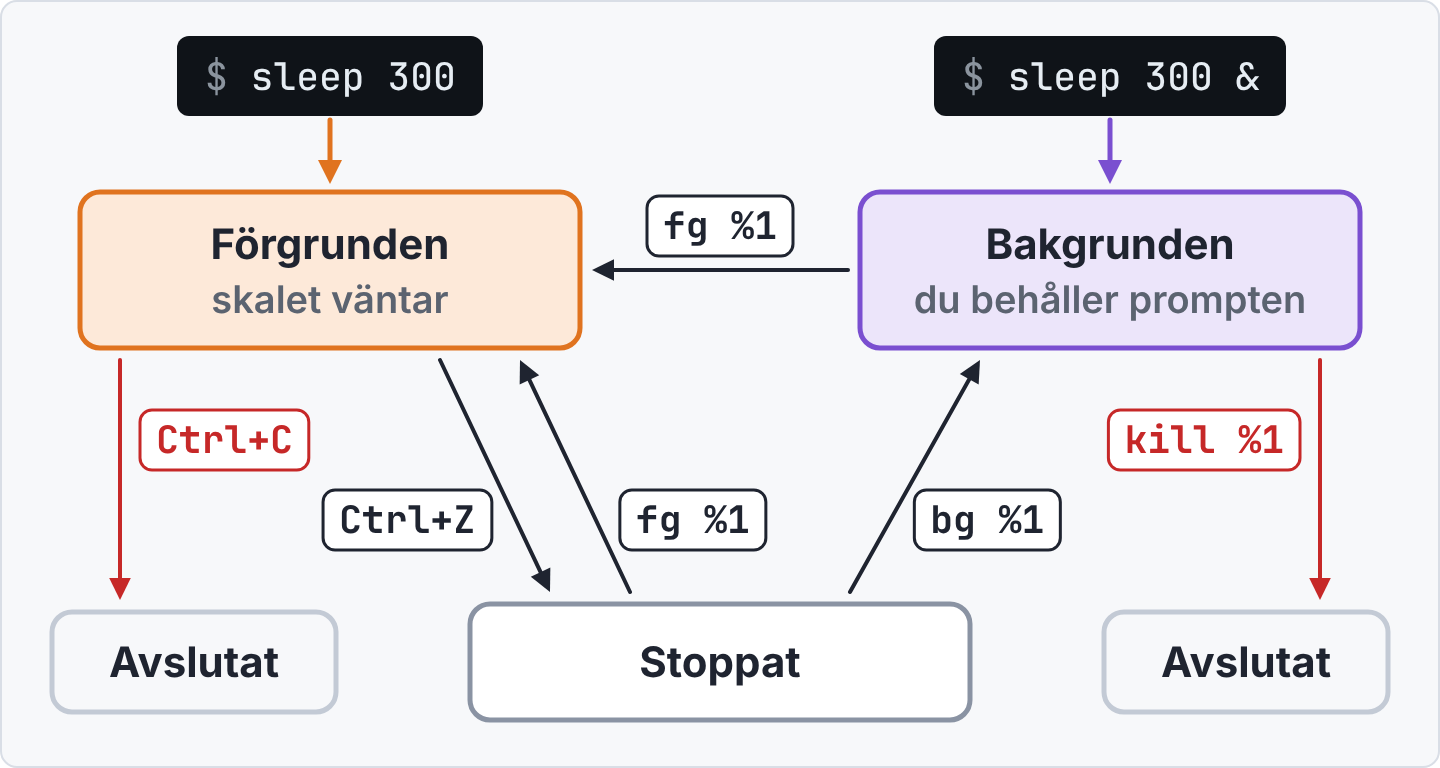 $ sleep 300
$ sleep 300 &
Förgrunden
skalet väntar
fg %1
Bakgrunden
du behåller prompten
Ctrl+C
kill %1
Ctrl+Z
fg %1
bg %1
Avslutat
Stoppat
Avslutat